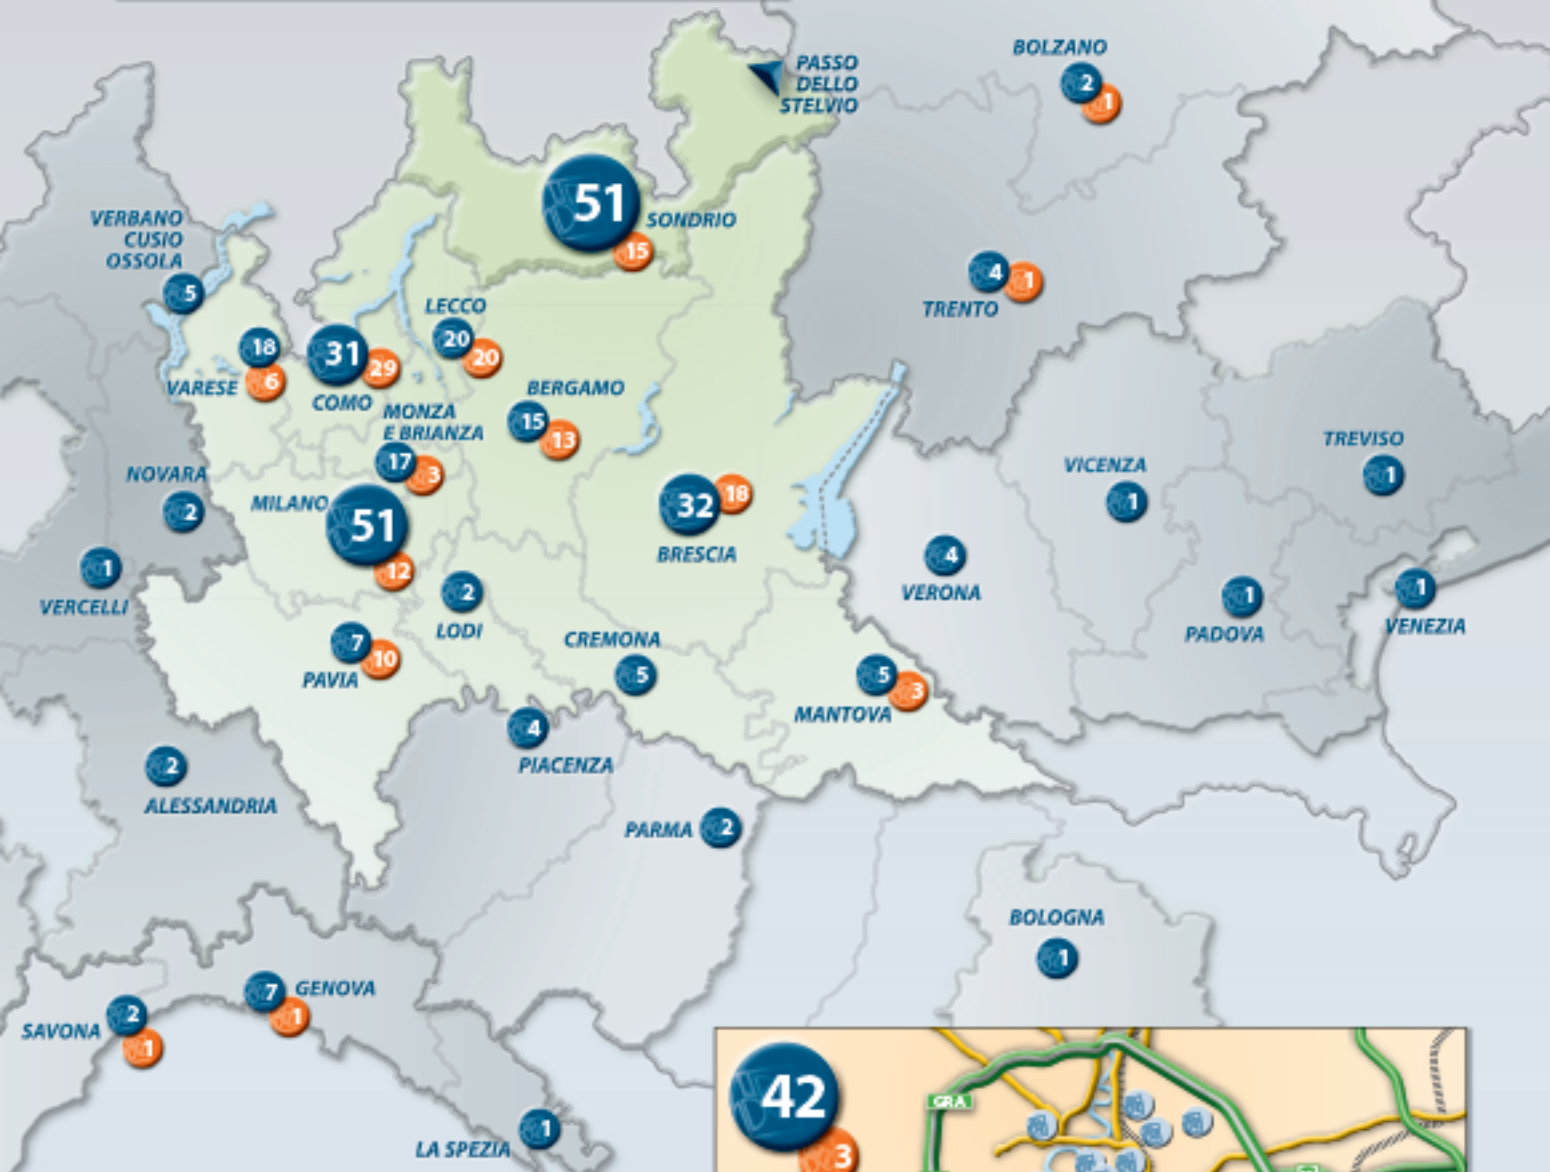 BOLZANO
2
1
PASSO
DELLO
STELVIO
51
SONDRIO
15
VERBANO
CUSIO
OSSOLA
5
4
1
TRENTO
LECCO
20
20
18
6
VARESE
31
29
COMO
BERGAMO
15
13
MONZA
E BRIANZA
17
3
NOVARA
2
MILANO
51
12
32
18
BRESCIA
VICENZA
1
TREVISO
1
1
VERCELLI
2
LODI
4
VERONA
1
PADOVA
1
VENEZIA
7
10
PAVIA
CREMONA
5
5
3
MANTOVA
4
PIACENZA
2
ALESSANDRIA
PARMA
2
BOLOGNA
1
7
GENOVA
1
2
SAVONA
1
1
LA SPEZIA
42
3
GRA